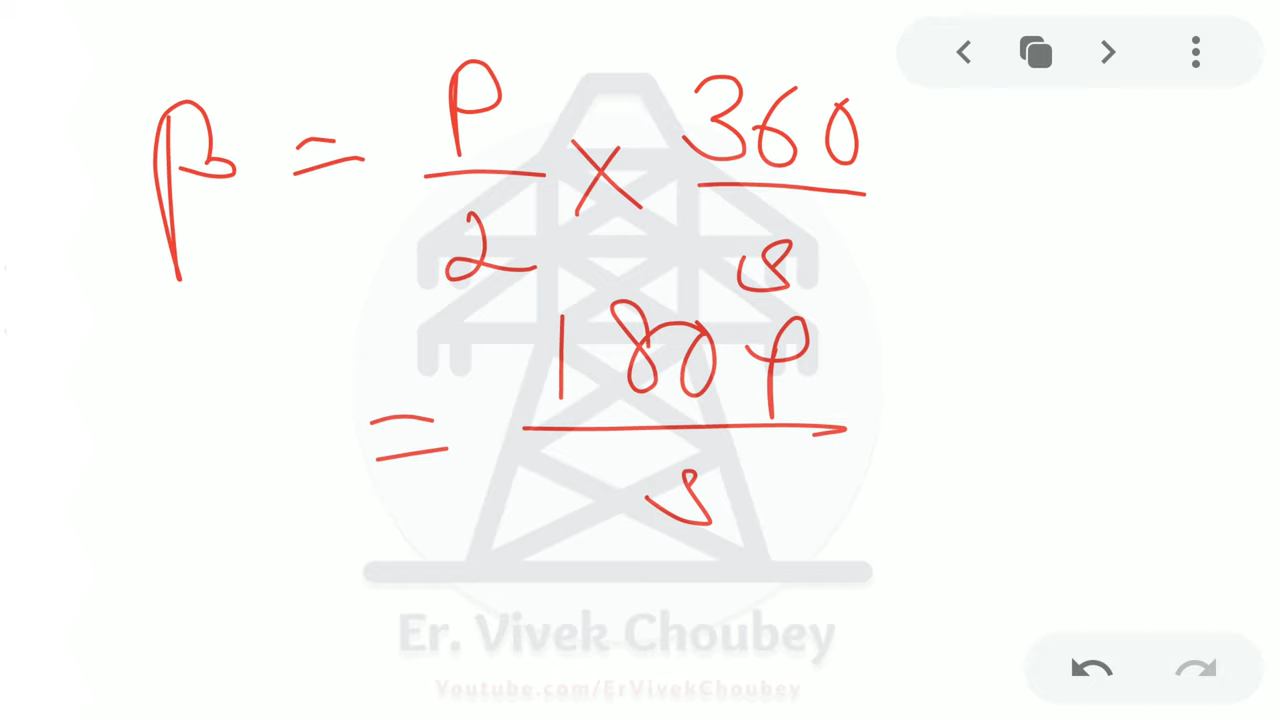 β = P/2 × 360/s
= 180P/s
Er. Vivek Choubey
Youtube.com/ErVivekChoubey